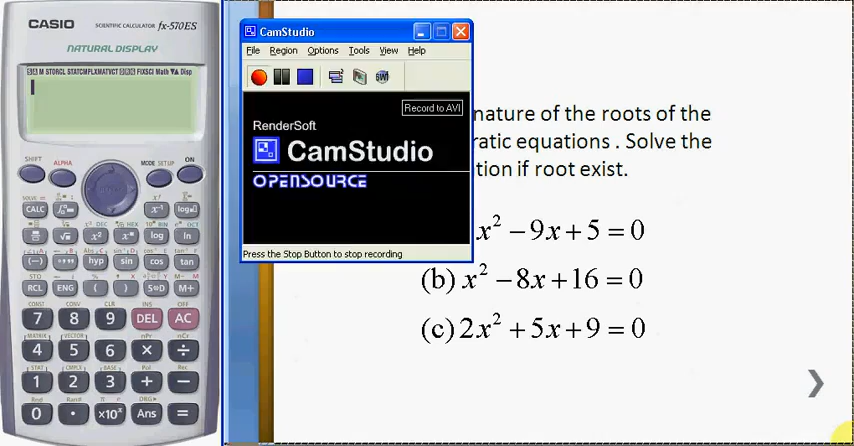 CASIO SCIENTIFIC CALCULATOR fx-570ES
NATURAL DISPLAY
SHIFT ALPHA MODE SETUP ON
CALC x⁻¹ log
x² log ln
(−) hyp sin cos tan
RCL ENG ( ) S⇔D M+
7 8 9 DEL AC
4 5 6 × ÷
1 2 3 + −
0 • ×10ˣ Ans =
CamStudio
File Region Options Tools View Help
Record to AVI
RenderSoft
CamStudio
OPENSOURCE
Press the Stop Button to stop recording
nature of the roots of the
ratic equations . Solve the
tion if root exist.
x² − 9x + 5 = 0
(b) x² − 8x + 16 = 0
(c) 2x² + 5x + 9 = 0